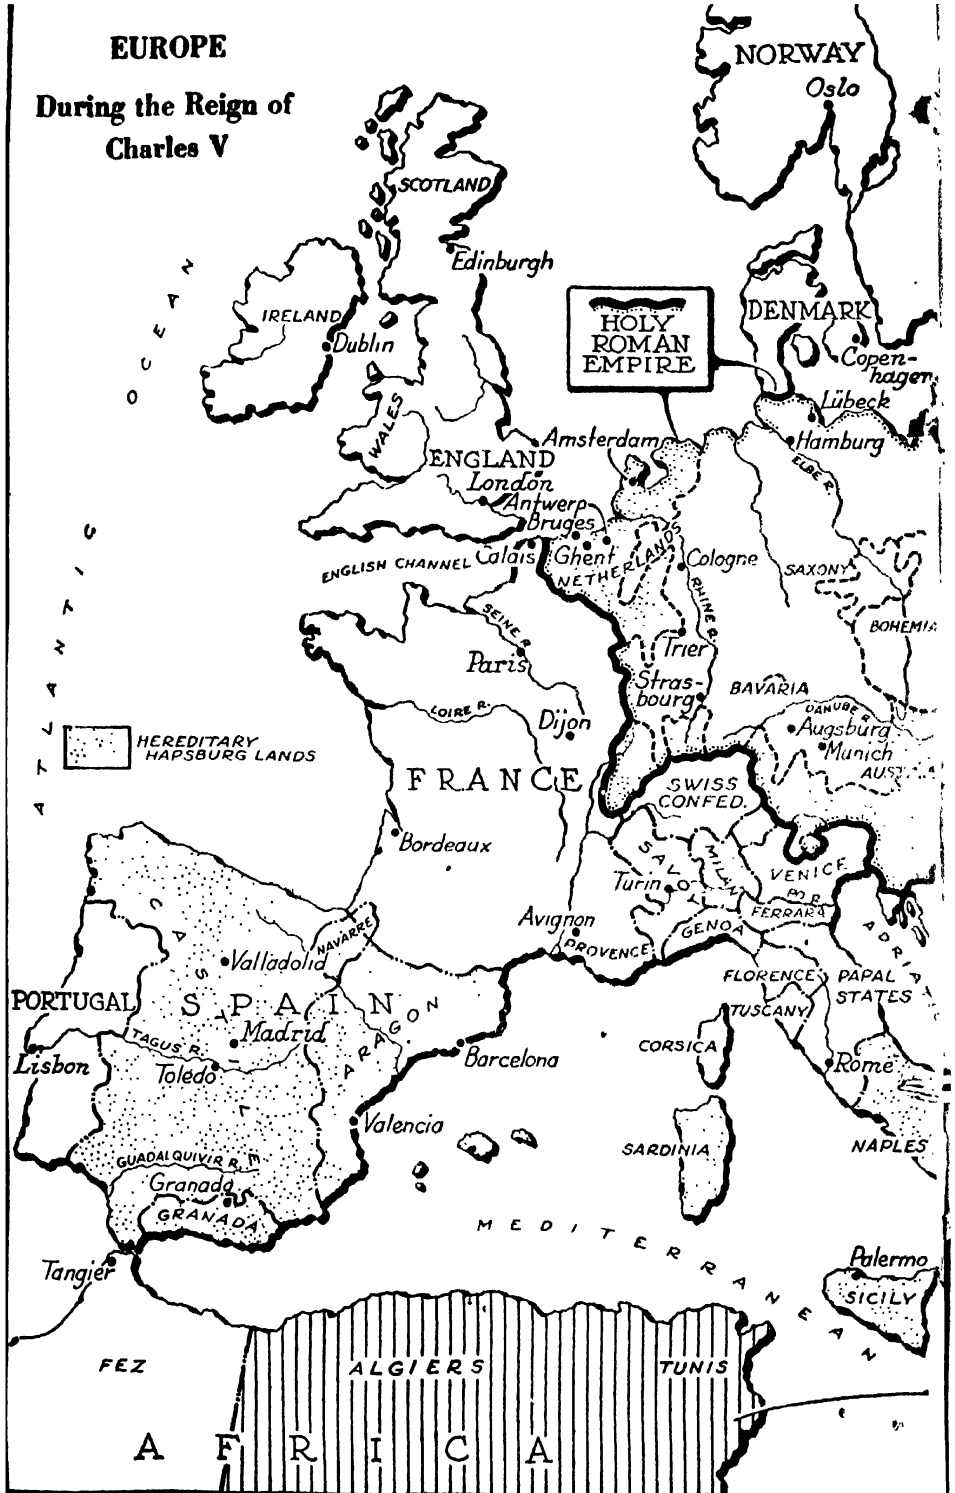 EUROPE
During the Reign of
Charles V
NORWAY
Oslo
SCOTLAND
Edinburgh
IRELAND
Dublin
DENMARK
Copen-
hagen
HOLY
ROMAN
EMPIRE
Lübeck
Hamburg
ELBE R.
WALES
ENGLAND
London
Amsterdam
Antwerp
Bruges
Ghent
Calais
ENGLISH CHANNEL
NETHERLANDS
Cologne
RHINE R.
SAXONY
BOHEMIA
Trier
Stras-
bourg
BAVARIA
DANUBE R.
Augsburg
Munich
SEINE R.
Paris
LOIRE R.
Dijon
ATLANTIC OCEAN
HEREDITARY
HAPSBURG LANDS
FRANCE
SWISS
CONFED.
Bordeaux
SAVOY
MILAN
VENICE
Turin
POR.
FERRARA
GENOA
Avignon
PROVENCE
NAVARRE
CASTILE
Valladolid
PORTUGAL
SPAIN
ARAGON
Madrid
TAGUS R.
Lisbon
Toledo
Barcelona
Valencia
FLORENCE
TUSCANY
PAPAL
STATES
ADRIATIC
CORSICA
Rome
SARDINIA
NAPLES
GUADALQUIVIR R.
Granada
GRANADA
MEDITERRANEAN
Tangier
Palermo
SICILY
FEZ
ALGIERS
TUNIS
AFRICA